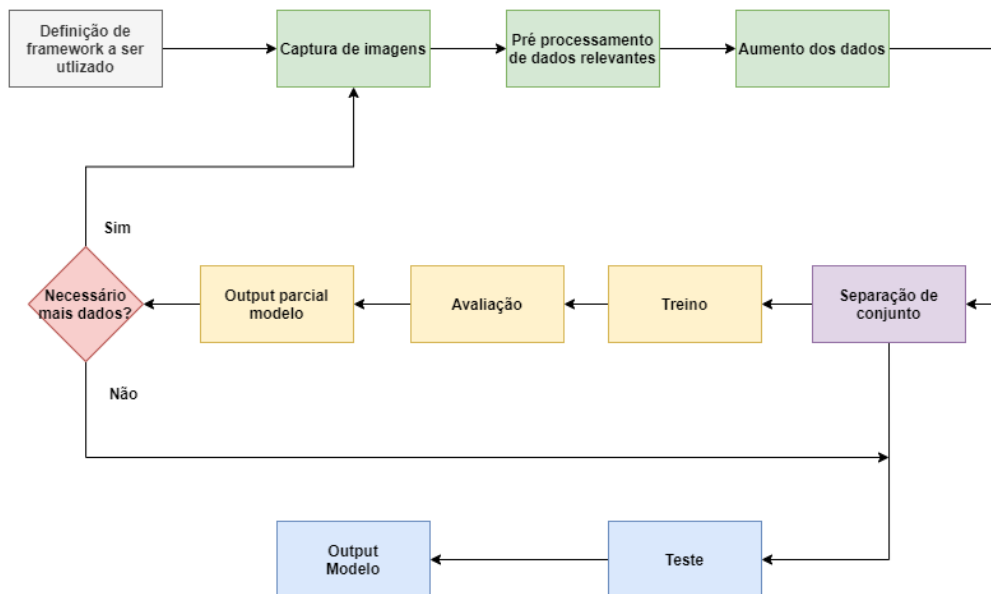 Definição de
framework a ser
utlizado
Captura de imagens
Pré processamento
de dados relevantes
Aumento dos dados
Sim
Necessário
mais dados?
Output parcial
modelo
Avaliação
Treino
Separação de
conjunto
Não
Output
Modelo
Teste